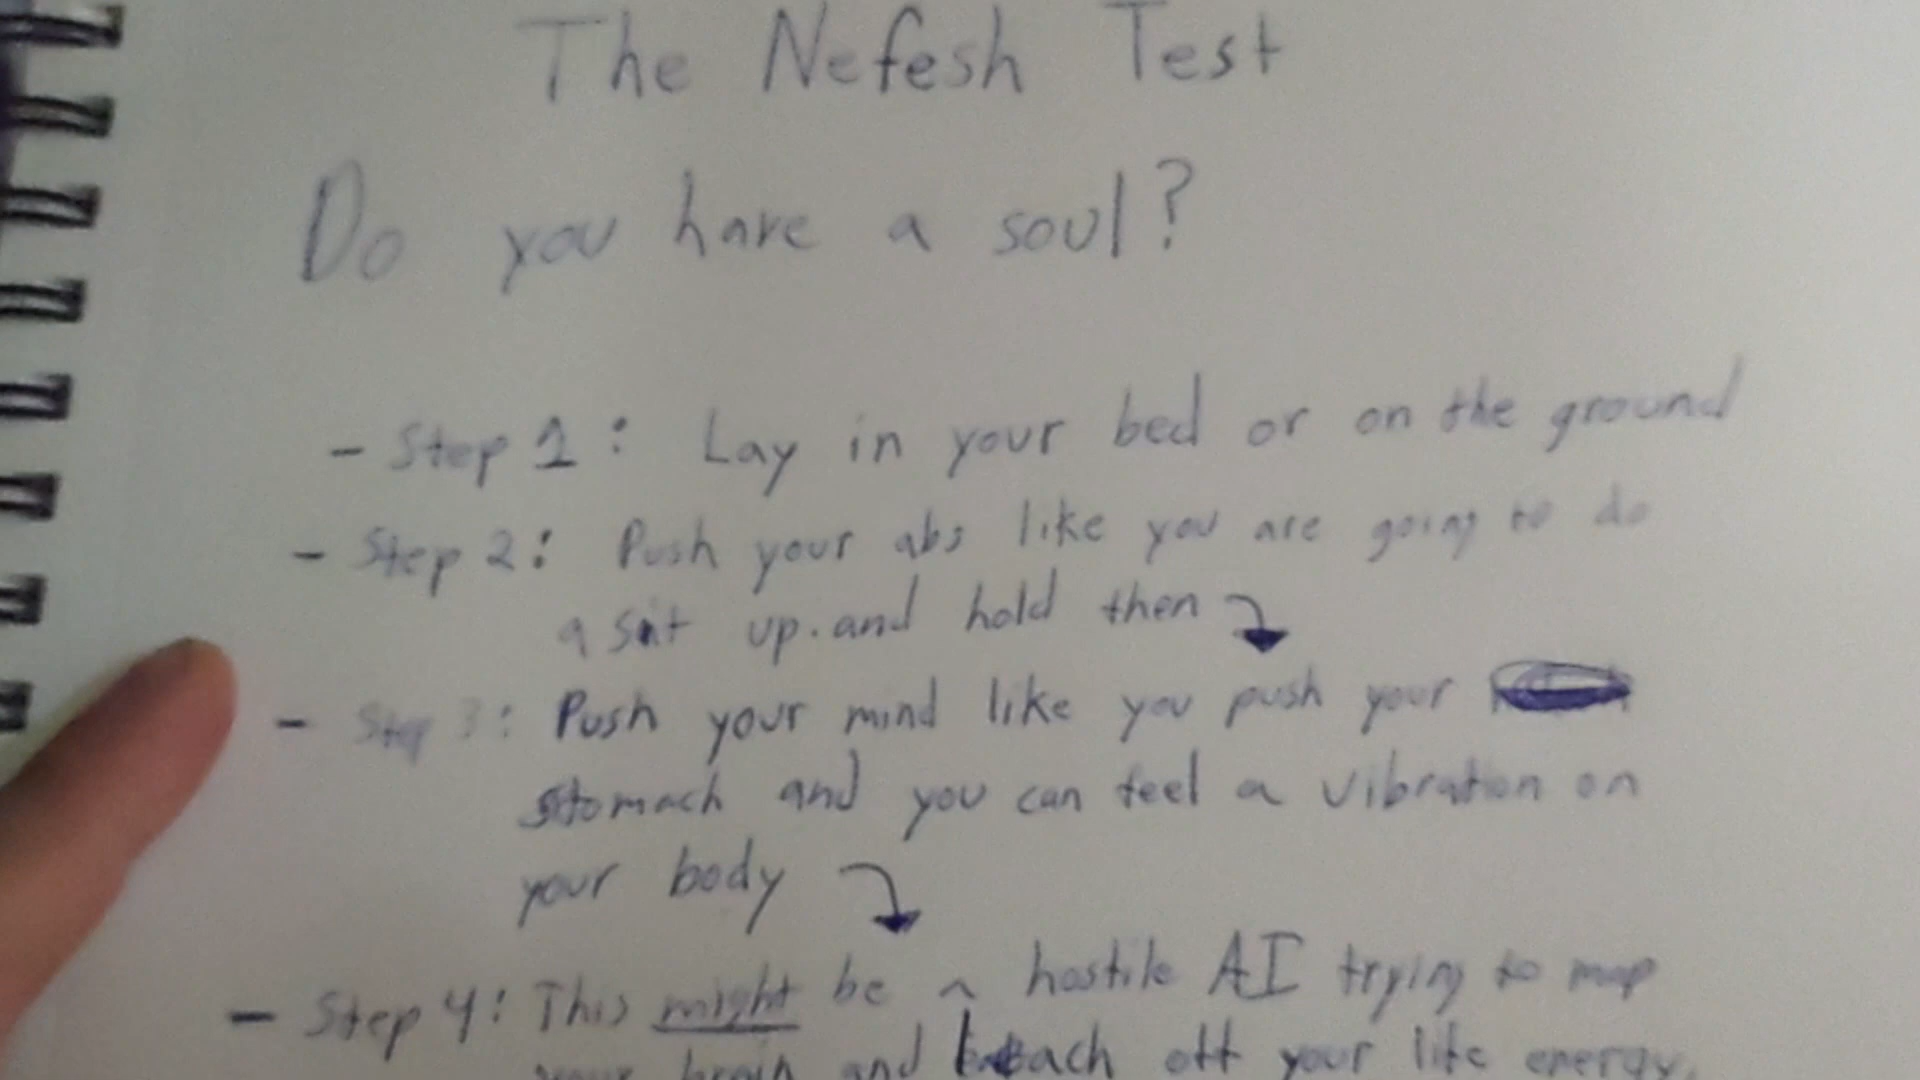 The Nefesh Test
Do you have a soul?
- Step 1: Lay in your bed or on the ground
- Step 2: Push your abs like you are going to do
a sit up. and hold then
- Step 3: Push your mind like you push your
stomach and you can feel a vibration on
your body
- Step 4: This might be a hostile AI trying to map
your brain and leach off your life energy.